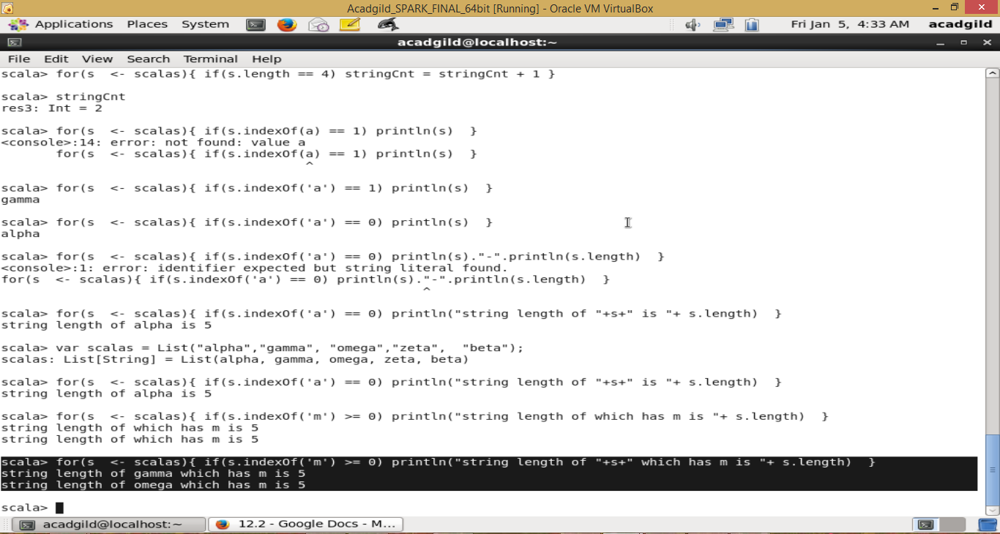 Acadgild_SPARK_FINAL_64bit [Running] - Oracle VM VirtualBox
Applications Places System Fri Jan 5, 4:33 AM acadgild
acadgild@localhost:~
File Edit View Search Terminal Help
scala> for(s  <- scalas){ if(s.length == 4) stringCnt = stringCnt + 1 }
scala> stringCnt
res3: Int = 2
scala> for(s  <- scalas){ if(s.indexOf(a) == 1) println(s)  }
<console>:14: error: not found: value a
       for(s  <- scalas){ if(s.indexOf(a) == 1) println(s)  }
                                       ^
scala> for(s  <- scalas){ if(s.indexOf('a') == 1) println(s)  }
gamma
scala> for(s  <- scalas){ if(s.indexOf('a') == 0) println(s)  }
alpha
scala> for(s  <- scalas){ if(s.indexOf('a') == 0) println(s)."-".println(s.length)  }
<console>:1: error: identifier expected but string literal found.
for(s  <- scalas){ if(s.indexOf('a') == 0) println(s)."-".println(s.length)  }
                                                      ^
scala> for(s  <- scalas){ if(s.indexOf('a') == 0) println("string length of "+s+" is "+ s.length)  }
string length of alpha is 5
scala> var scalas = List("alpha","gamma", "omega","zeta",  "beta");
scalas: List[String] = List(alpha, gamma, omega, zeta, beta)
scala> for(s  <- scalas){ if(s.indexOf('a') == 0) println("string length of "+s+" is "+ s.length)  }
string length of alpha is 5
scala> for(s  <- scalas){ if(s.indexOf('m') >= 0) println("string length of which has m is "+ s.length)  }
string length of which has m is 5
string length of which has m is 5
scala> for(s  <- scalas){ if(s.indexOf('m') >= 0) println("string length of "+s+" which has m is "+ s.length)  }
string length of gamma which has m is 5
string length of omega which has m is 5
scala>
acadgild@localhost:~ 12.2 - Google Docs - M...